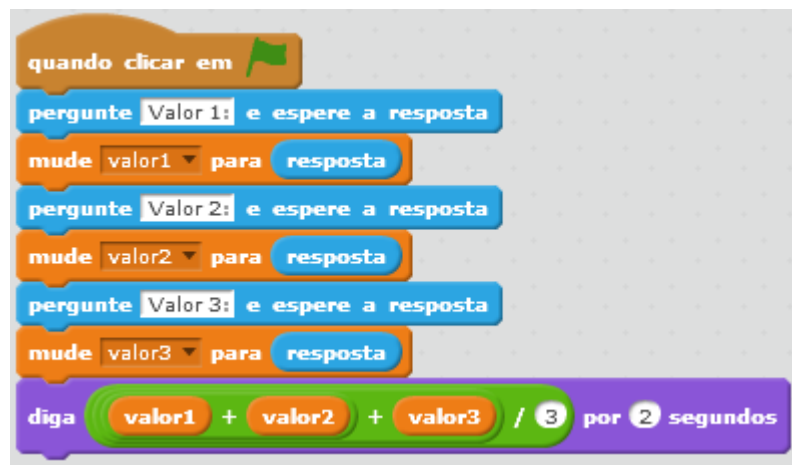 quando clicar em
pergunte Valor 1: e espere a resposta
mude valor1 para resposta
pergunte Valor 2: e espere a resposta
mude valor2 para resposta
pergunte Valor 3: e espere a resposta
mude valor3 para resposta
diga valor1 + valor2 + valor3 / 3 por 2 segundos